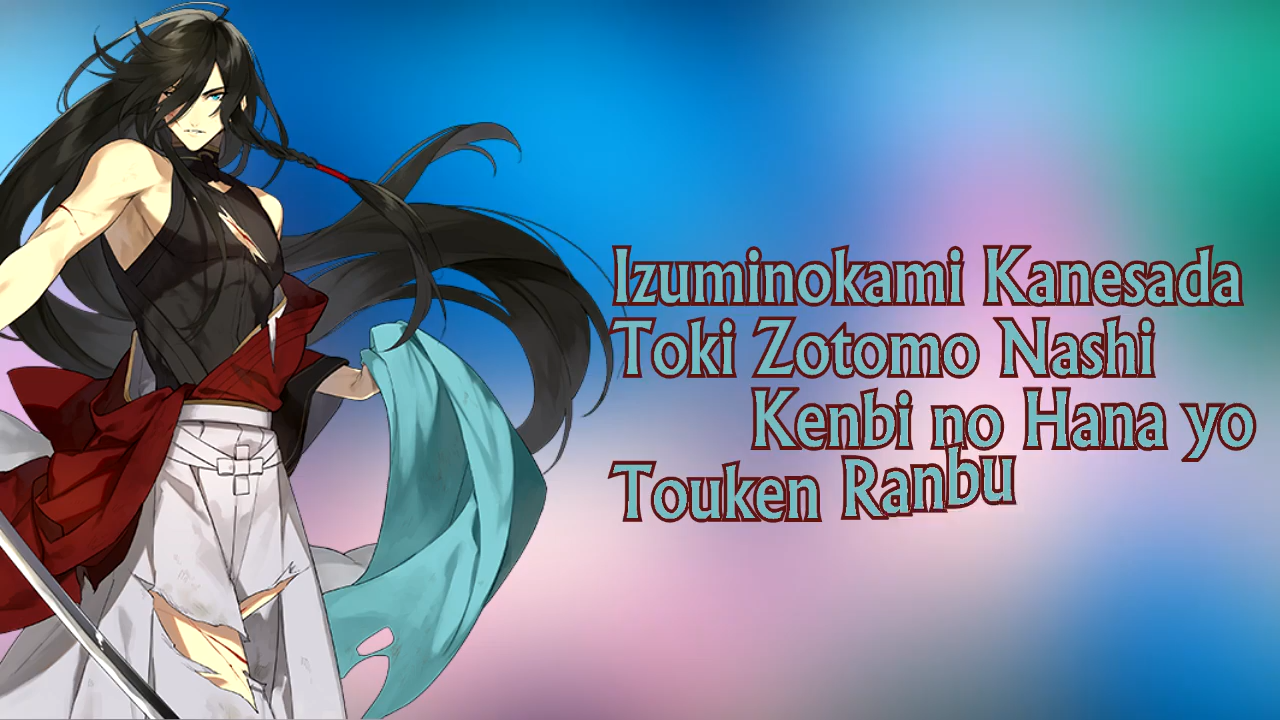 Izuminokami Kanesada
Toki Zotomo Nashi
Kenbi no Hana yo
Touken Ranbu